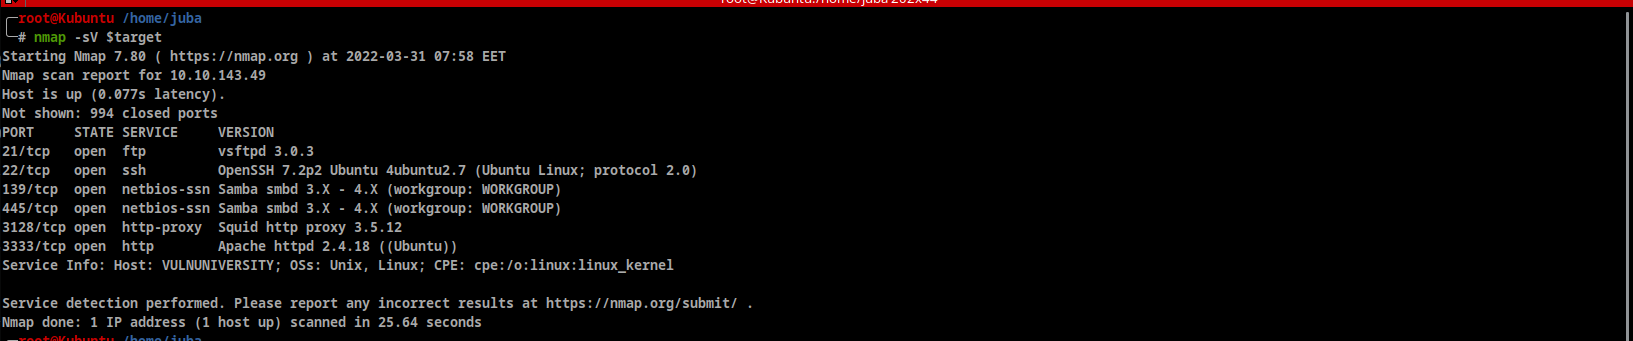 root@Kubuntu:/home/juba 202x44
root@Kubuntu /home/juba
# nmap -sV $target
Starting Nmap 7.80 ( https://nmap.org ) at 2022-03-31 07:58 EET
Nmap scan report for 10.10.143.49
Host is up (0.077s latency).
Not shown: 994 closed ports
PORT     STATE SERVICE     VERSION
21/tcp   open  ftp         vsftpd 3.0.3
22/tcp   open  ssh         OpenSSH 7.2p2 Ubuntu 4ubuntu2.7 (Ubuntu Linux; protocol 2.0)
139/tcp  open  netbios-ssn Samba smbd 3.X - 4.X (workgroup: WORKGROUP)
445/tcp  open  netbios-ssn Samba smbd 3.X - 4.X (workgroup: WORKGROUP)
3128/tcp open  http-proxy  Squid http proxy 3.5.12
3333/tcp open  http        Apache httpd 2.4.18 ((Ubuntu))
Service Info: Host: VULNUNIVERSITY; OSs: Unix, Linux; CPE: cpe:/o:linux:linux_kernel

Service detection performed. Please report any incorrect results at https://nmap.org/submit/ .
Nmap done: 1 IP address (1 host up) scanned in 25.64 seconds
root@Kubuntu /home/juba